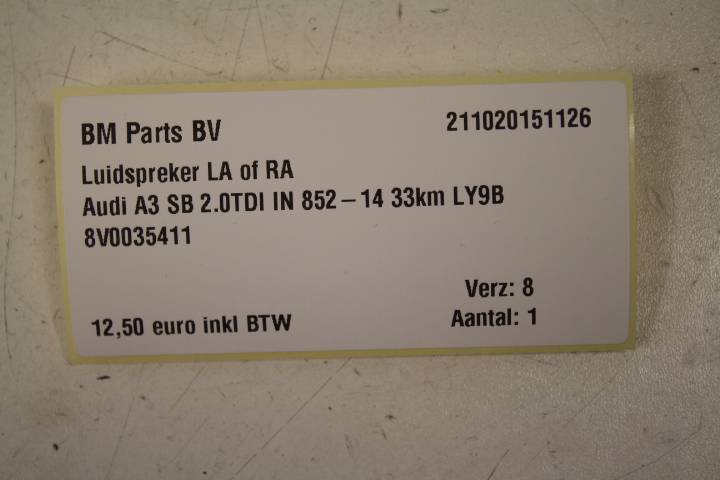 BM Parts BV 211020151126
Luidspreker LA of RA
Audi A3 SB 2.0TDI IN 852 – 14 33km LY9B
8V0035411
Verz: 8
12,50 euro inkl BTW Aantal: 1